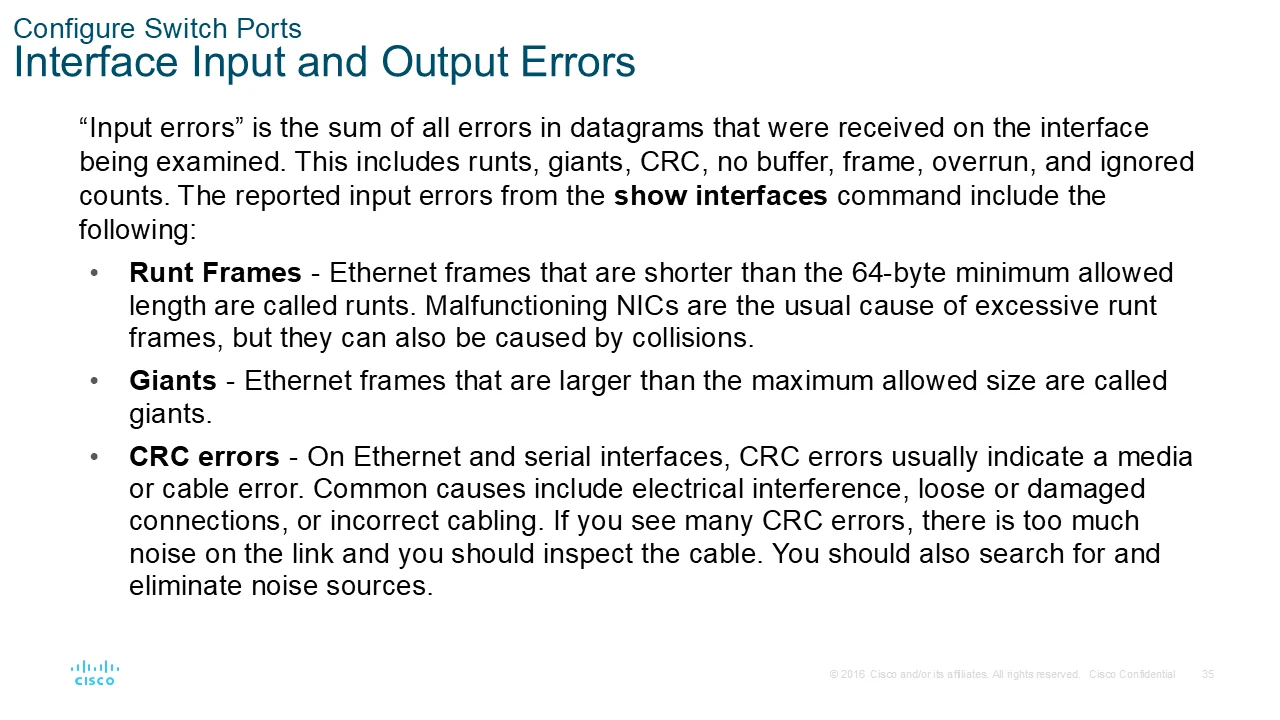 Configure Switch Ports
Interface Input and Output Errors
“Input errors” is the sum of all errors in datagrams that were received on the interface
being examined. This includes runts, giants, CRC, no buffer, frame, overrun, and ignored
counts. The reported input errors from the show interfaces command include the
following:
• Runt Frames - Ethernet frames that are shorter than the 64-byte minimum allowed
length are called runts. Malfunctioning NICs are the usual cause of excessive runt
frames, but they can also be caused by collisions.
• Giants - Ethernet frames that are larger than the maximum allowed size are called
giants.
• CRC errors - On Ethernet and serial interfaces, CRC errors usually indicate a media
or cable error. Common causes include electrical interference, loose or damaged
connections, or incorrect cabling. If you see many CRC errors, there is too much
noise on the link and you should inspect the cable. You should also search for and
eliminate noise sources.
CISCO
© 2016 Cisco and/or its affiliates. All rights reserved. Cisco Confidential 35